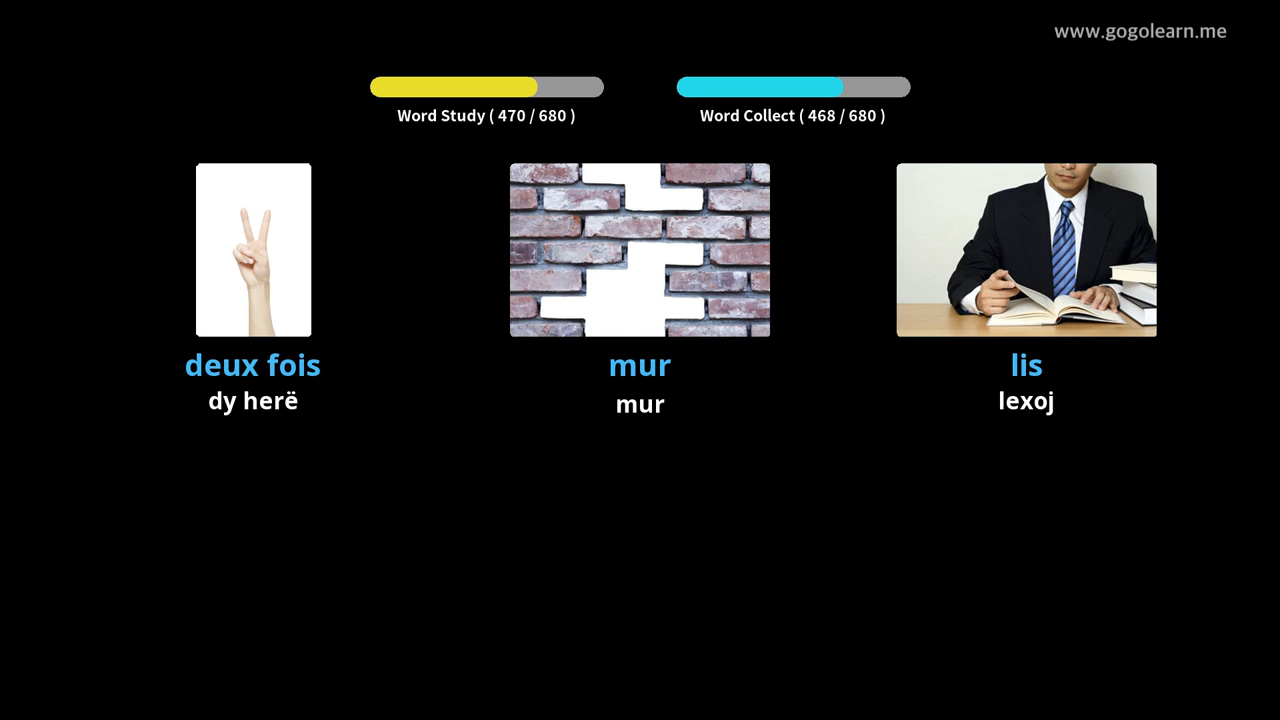 www.gogolearn.me
Word Study ( 470 / 680 )
Word Collect ( 468 / 680 )
deux fois
dy herë
mur
mur
lis
lexoj